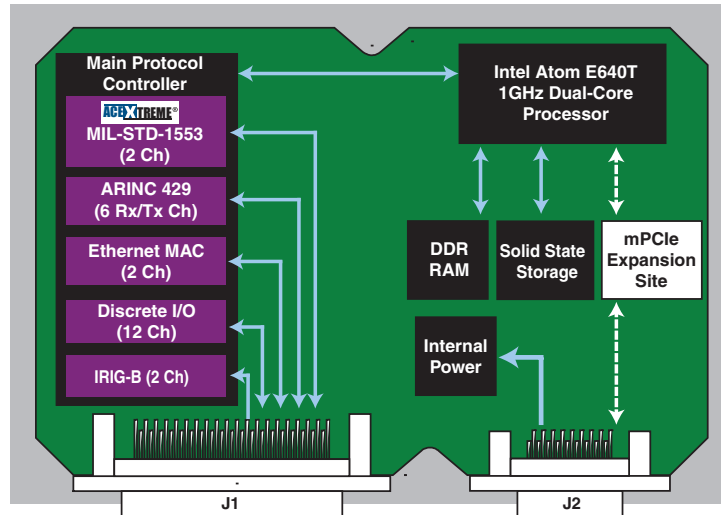 Main Protocol
Controller
ACEXTREME®
MIL-STD-1553
(2 Ch)
ARINC 429
(6 Rx/Tx Ch)
Ethernet MAC
(2 Ch)
Discrete I/O
(12 Ch)
IRIG-B (2 Ch)
Intel Atom E640T
1GHz Dual-Core
Processor
DDR
RAM
Solid State
Storage
mPCIe
Expansion
Site
Internal
Power
J1
J2